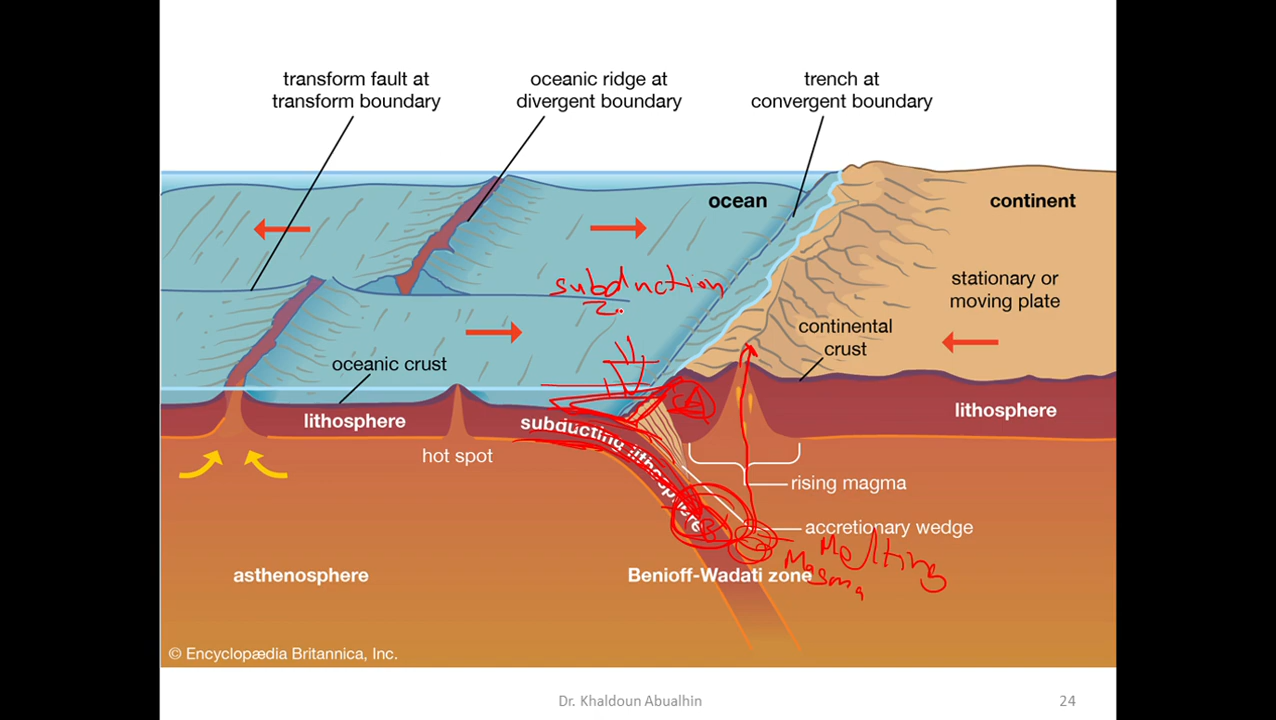 transform fault at
transform boundary
oceanic ridge at
divergent boundary
trench at
convergent boundary
ocean
continent
stationary or
moving plate
subduction
Z.
continental
crust
oceanic crust
lithosphere
lithosphere
A
subducting lithosphere
hot spot
rising magma
B
accretionary wedge
Melting
Magma
asthenosphere
Benioff-Wadati zone
© Encyclopædia Britannica, Inc.
Dr. Khaldoun Abualhin
24